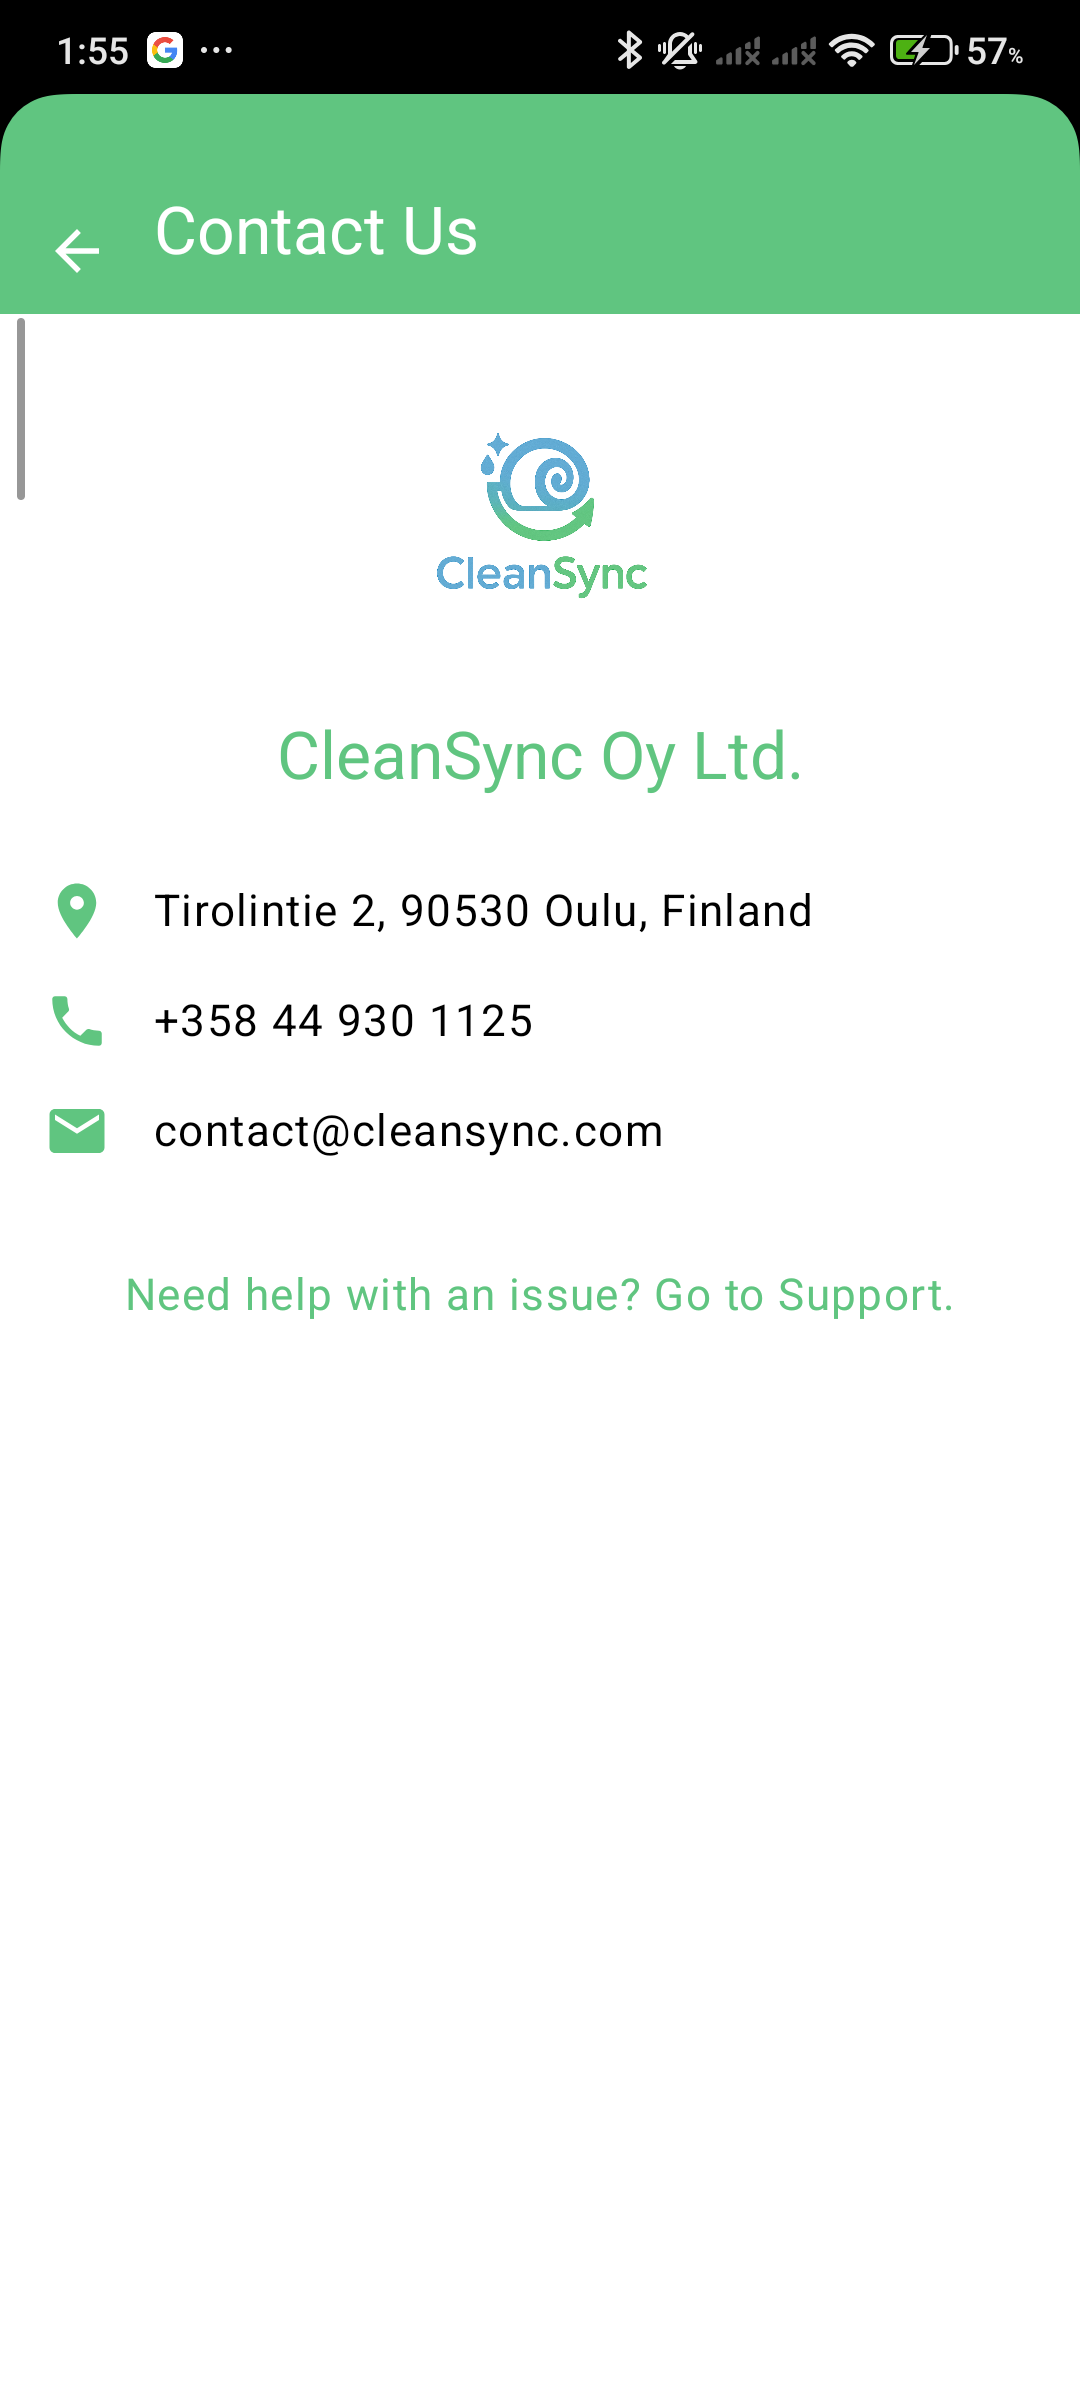 1:55
57%
Contact Us
CleanSync
CleanSync Oy Ltd.
Tirolintie 2, 90530 Oulu, Finland
+358 44 930 1125
contact@cleansync.com
Need help with an issue? Go to Support.